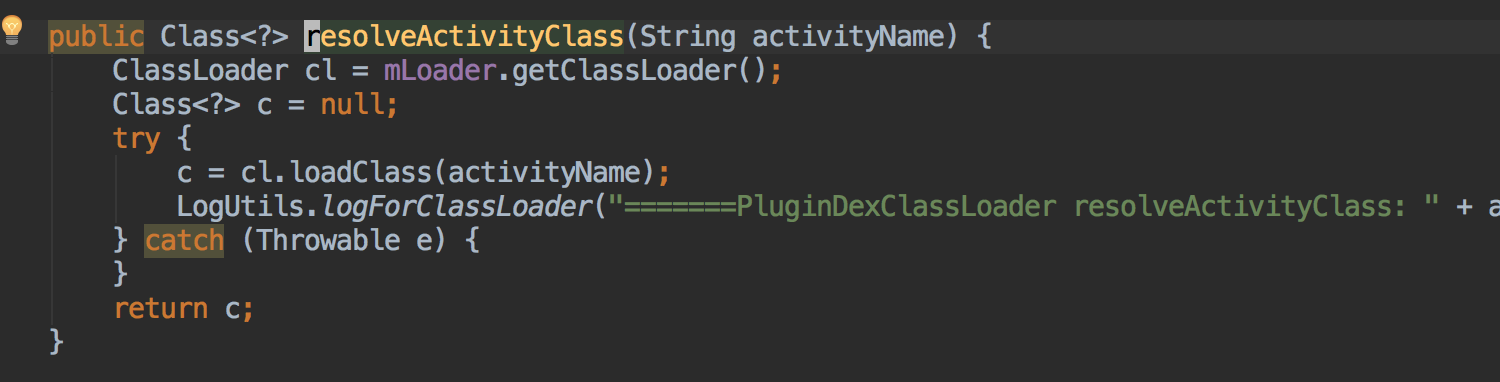 public Class<?> resolveActivityClass(String activityName) {
ClassLoader cl = mLoader.getClassLoader();
Class<?> c = null;
try {
c = cl.loadClass(activityName);
LogUtils.logForClassLoader("=======PluginDexClassLoader resolveActivityClass: " + a
} catch (Throwable e) {
}
return c;
}